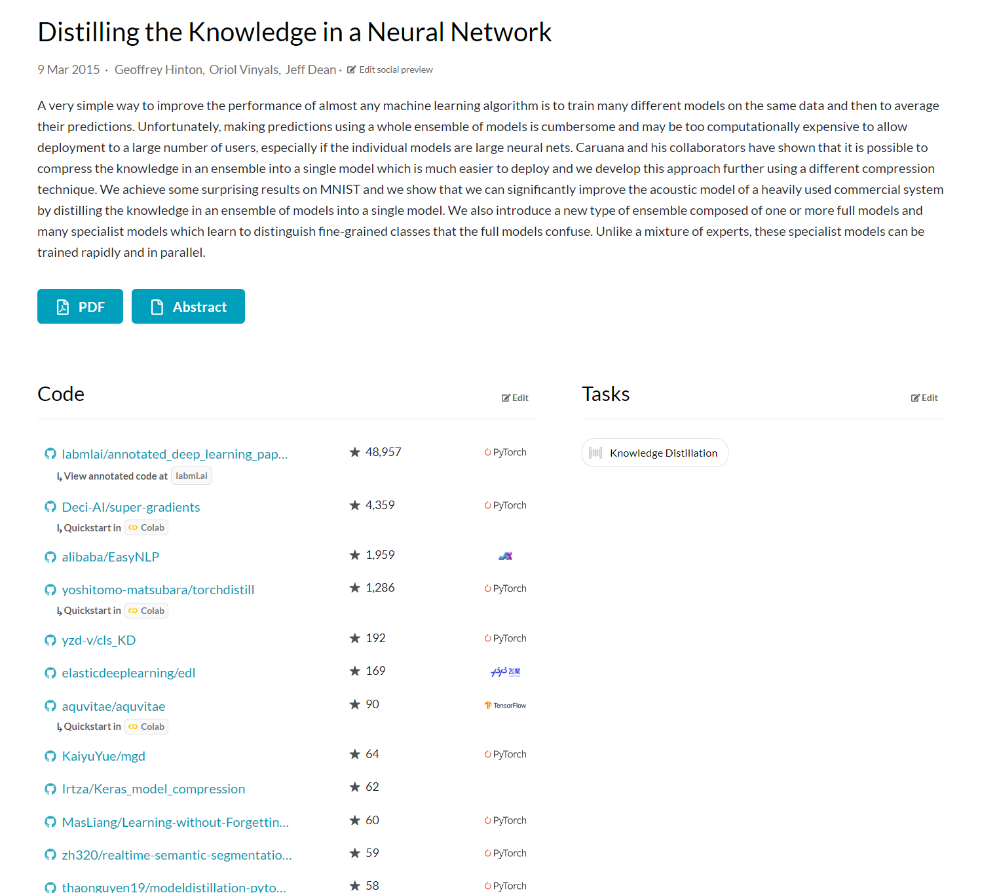 Distilling the Knowledge in a Neural Network
9 Mar 2015 · Geoffrey Hinton, Oriol Vinyals, Jeff Dean · Edit social preview
A very simple way to improve the performance of almost any machine learning algorithm is to train many different models on the same data and then to average
their predictions. Unfortunately, making predictions using a whole ensemble of models is cumbersome and may be too computationally expensive to allow
deployment to a large number of users, especially if the individual models are large neural nets. Caruana and his collaborators have shown that it is possible to
compress the knowledge in an ensemble into a single model which is much easier to deploy and we develop this approach further using a different compression
technique. We achieve some surprising results on MNIST and we show that we can significantly improve the acoustic model of a heavily used commercial system
by distilling the knowledge in an ensemble of models into a single model. We also introduce a new type of ensemble composed of one or more full models and
many specialist models which learn to distinguish fine-grained classes that the full models confuse. Unlike a mixture of experts, these specialist models can be
trained rapidly and in parallel.
PDF Abstract
Code Edit
labmlai/annotated_deep_learning_pap… 48,957 PyTorch
↳ View annotated code at labml.ai
Deci-AI/super-gradients 4,359 PyTorch
↳ Quickstart in Colab
alibaba/EasyNLP 1,959
yoshitomo-matsubara/torchdistill 1,286 PyTorch
↳ Quickstart in Colab
yzd-v/cls_KD 192 PyTorch
elasticdeeplearning/edl 169 飞桨
aquvitae/aquvitae 90 TensorFlow
↳ Quickstart in Colab
KaiyuYue/mgd 64 PyTorch
Irtza/Keras_model_compression 62
MasLiang/Learning-without-Forgettin… 60 PyTorch
zh320/realtime-semantic-segmentatio… 59 PyTorch
thaonguyen19/modeldistillation-pyto… 58 PyTorch
Tasks Edit
Knowledge Distillation